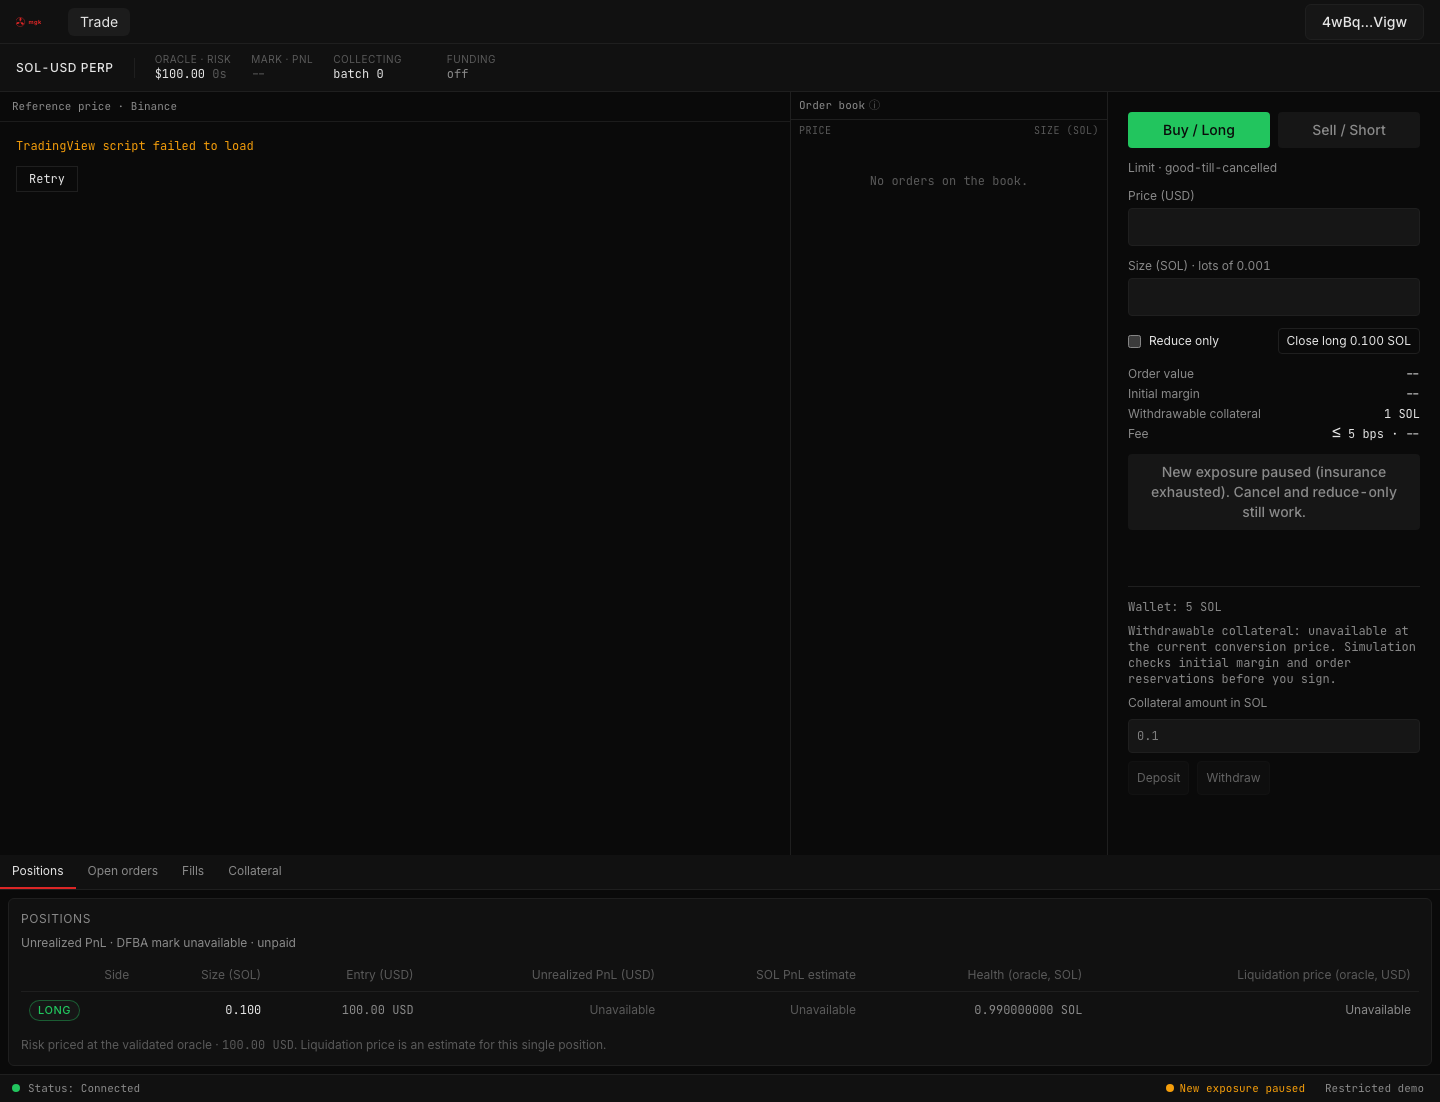 Trade
4wBq...Vigw
SOL-USD PERP
ORACLE · RISK
$100.00 0s
MARK · PNL
--
COLLECTING
batch 0
FUNDING
off
Reference price · Binance
TradingView script failed to load
Retry
Order book ⓘ
PRICE SIZE (SOL)
No orders on the book.
Buy / Long
Sell / Short
Limit · good-till-cancelled
Price (USD)
Size (SOL) · lots of 0.001
Reduce only
Close long 0.100 SOL
Order value --
Initial margin --
Withdrawable collateral 1 SOL
Fee ≤ 5 bps · --
New exposure paused (insurance
exhausted). Cancel and reduce-only
still work.
Wallet: 5 SOL
Withdrawable collateral: unavailable at
the current conversion price. Simulation
checks initial margin and order
reservations before you sign.
Collateral amount in SOL
0.1
Deposit
Withdraw
Positions Open orders Fills Collateral
POSITIONS
Unrealized PnL · DFBA mark unavailable · unpaid
Side Size (SOL) Entry (USD) Unrealized PnL (USD) SOL PnL estimate Health (oracle, SOL) Liquidation price (oracle, USD)
LONG 0.100 100.00 USD Unavailable Unavailable 0.990000000 SOL Unavailable
Risk priced at the validated oracle · 100.00 USD. Liquidation price is an estimate for this single position.
Status: Connected
New exposure paused
Restricted demo